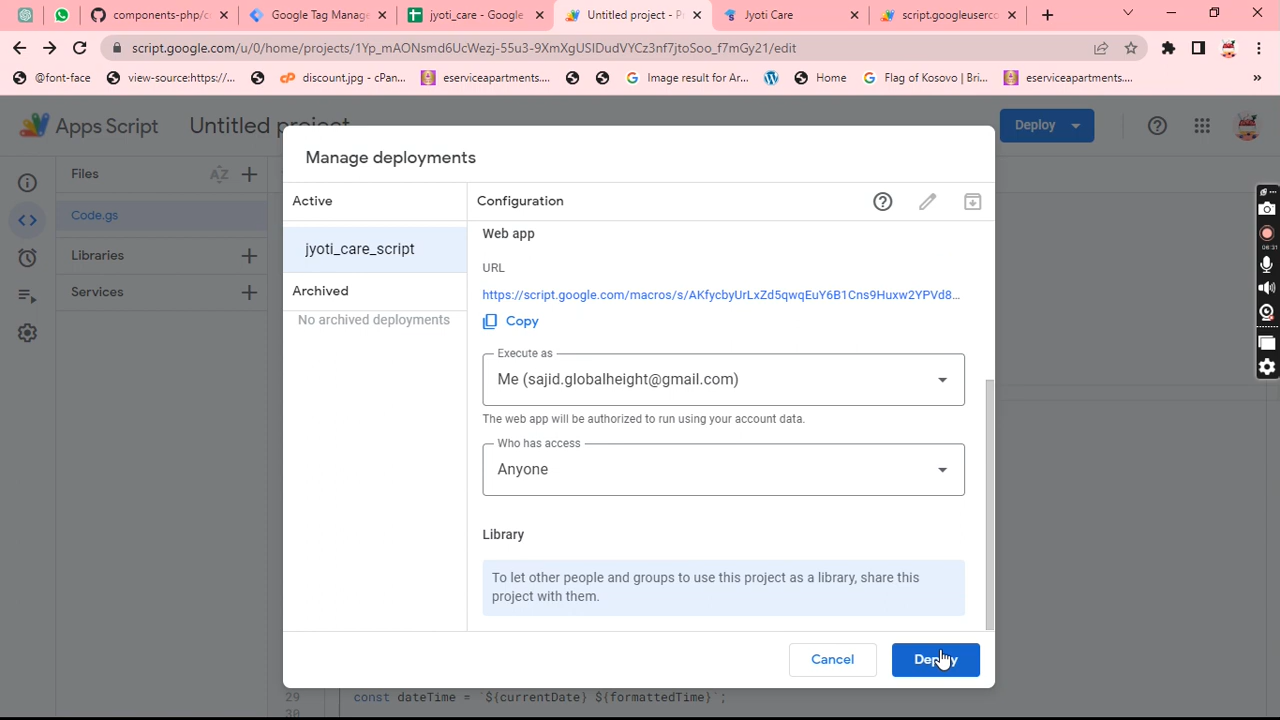 components-php/c
Google Tag Manage
jyoti_care - Google
Untitled project - P
Jyoti Care
script.googleuserco
script.google.com/u/0/home/projects/1Yp_mAONsmd6UcWezj-55u3-9XmXgUSIDudVYCz3nf7jtoSoo_f7mGy21/edit
@font-face
view-source:https://...
discount.jpg - cPan...
eserviceapartments....
Image result for Ar...
Home
Flag of Kosovo | Bri...
eserviceapartments....
»
Apps Script
Untitled project
Deploy
Files
AZ
Code.gs
Libraries
Services
Manage deployments
Active
jyoti_care_script
Archived
No archived deployments
Configuration
Web app
URL
https://script.google.com/macros/s/AKfycbyUrLxZd5qwqEuY6B1Cns9Huxw2YPVd8...
Copy
Execute as
Me (sajid.globalheight@gmail.com)
The web app will be authorized to run using your account data.
Who has access
Anyone
Library
To let other people and groups to use this project as a library, share this
project with them.
Cancel
Deploy
29 const dateTime = `${currentDate} ${formattedTime}`;
30